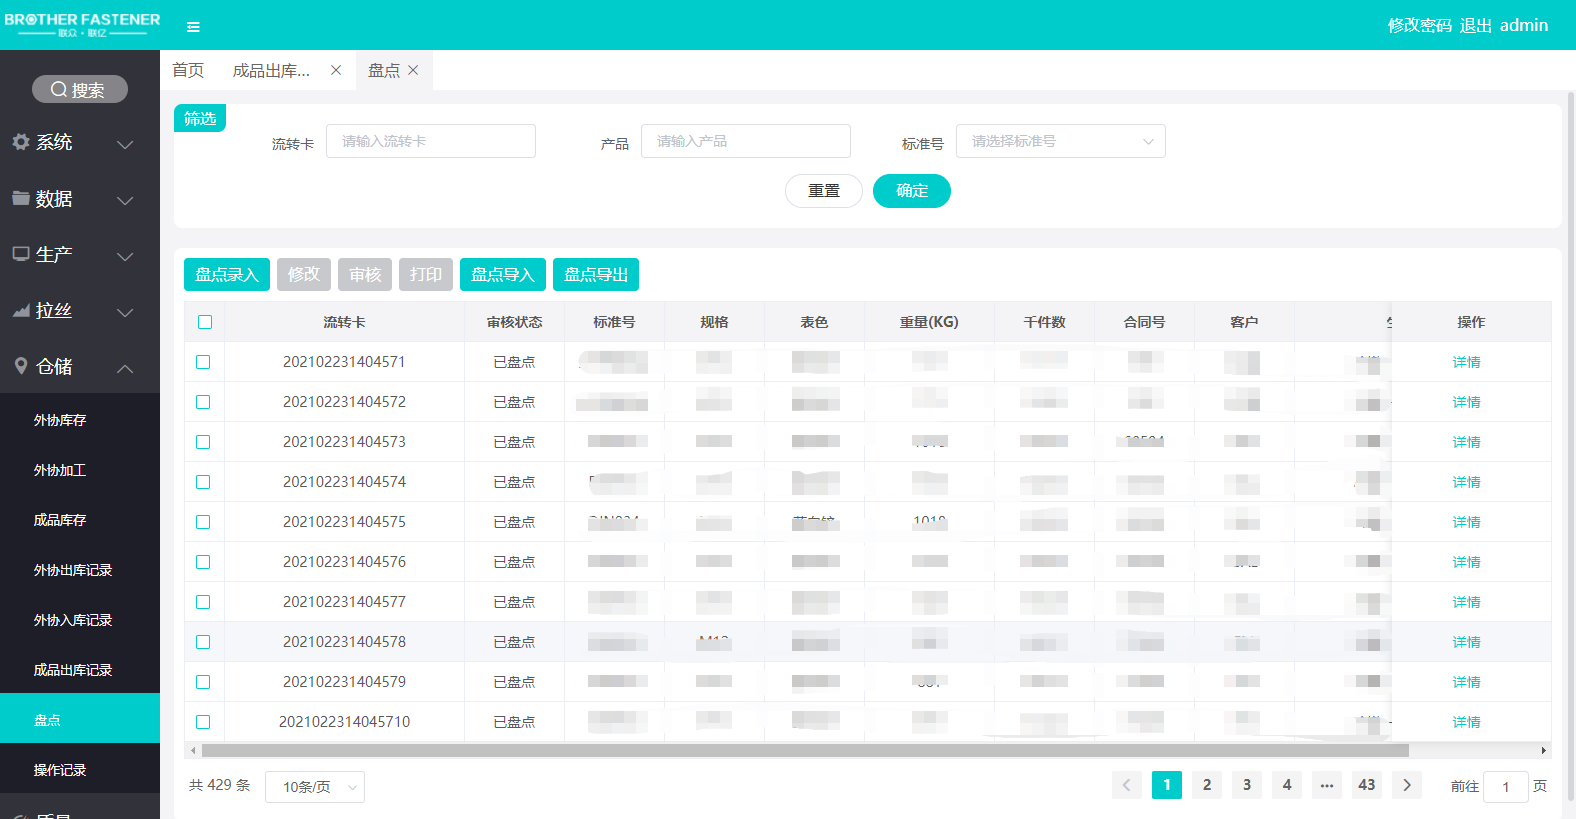 BROTHER FASTENER
联众·联亿
修改密码 退出 admin
首页 成品出库... 盘点
搜索
系统
数据
生产
拉丝
仓储
外协库存
外协加工
成品库存
外协出库记录
外协入库记录
成品出库记录
盘点
操作记录
筛选
流转卡 请输入流转卡 产品 请输入产品 标准号 请选择标准号
重置 确定
盘点录入 修改 审核 打印 盘点导入 盘点导出
流转卡 审核状态 标准号 规格 表色 重量(KG) 千件数 合同号 客户 操作
202102231404571 已盘点 详情
202102231404572 已盘点 详情
202102231404573 已盘点 详情
202102231404574 已盘点 详情
202102231404575 已盘点 详情
202102231404576 已盘点 详情
202102231404577 已盘点 详情
202102231404578 已盘点 详情
202102231404579 已盘点 详情
2021022314045710 已盘点 详情
共 429 条 10条/页 1 2 3 4 ... 43 前往 1 页